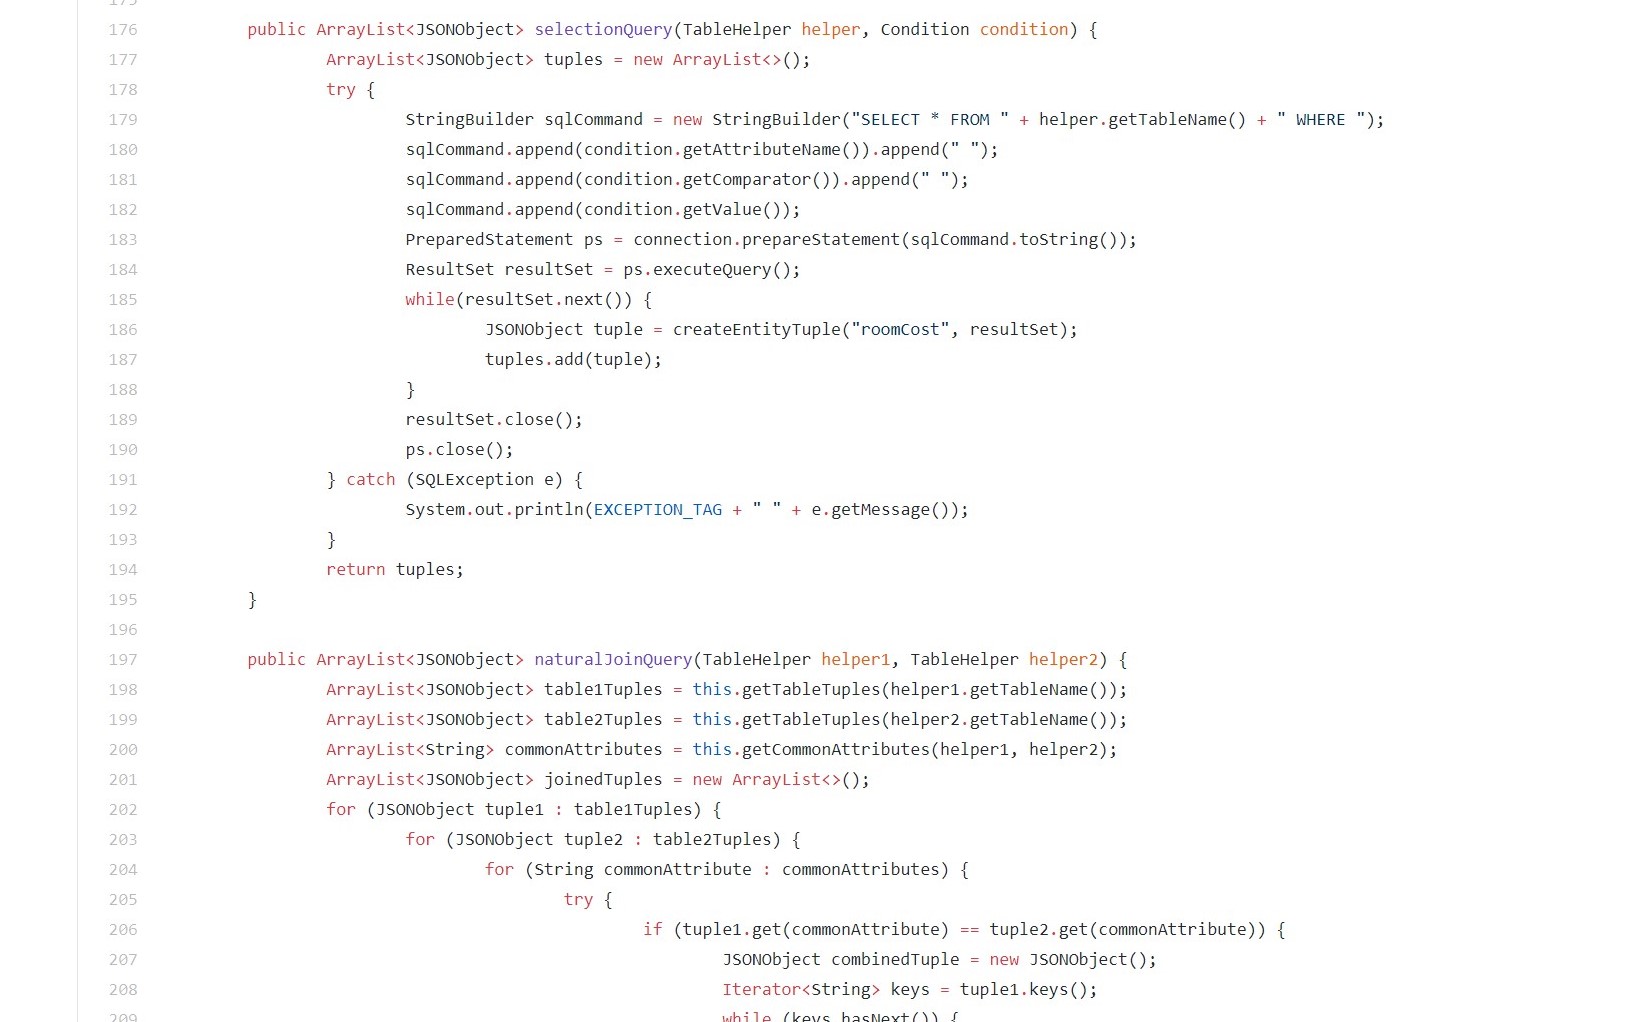 175
176 public ArrayList<JSONObject> selectionQuery(TableHelper helper, Condition condition) {
177 ArrayList<JSONObject> tuples = new ArrayList<>();
178 try {
179 StringBuilder sqlCommand = new StringBuilder("SELECT * FROM " + helper.getTableName() + " WHERE ");
180 sqlCommand.append(condition.getAttributeName()).append(" ");
181 sqlCommand.append(condition.getComparator()).append(" ");
182 sqlCommand.append(condition.getValue());
183 PreparedStatement ps = connection.prepareStatement(sqlCommand.toString());
184 ResultSet resultSet = ps.executeQuery();
185 while(resultSet.next()) {
186 JSONObject tuple = createEntityTuple("roomCost", resultSet);
187 tuples.add(tuple);
188 }
189 resultSet.close();
190 ps.close();
191 } catch (SQLException e) {
192 System.out.println(EXCEPTION_TAG + " " + e.getMessage());
193 }
194 return tuples;
195 }
196
197 public ArrayList<JSONObject> naturalJoinQuery(TableHelper helper1, TableHelper helper2) {
198 ArrayList<JSONObject> table1Tuples = this.getTableTuples(helper1.getTableName());
199 ArrayList<JSONObject> table2Tuples = this.getTableTuples(helper2.getTableName());
200 ArrayList<String> commonAttributes = this.getCommonAttributes(helper1, helper2);
201 ArrayList<JSONObject> joinedTuples = new ArrayList<>();
202 for (JSONObject tuple1 : table1Tuples) {
203 for (JSONObject tuple2 : table2Tuples) {
204 for (String commonAttribute : commonAttributes) {
205 try {
206 if (tuple1.get(commonAttribute) == tuple2.get(commonAttribute)) {
207 JSONObject combinedTuple = new JSONObject();
208 Iterator<String> keys = tuple1.keys();
209 while (keys.hasNext()) {